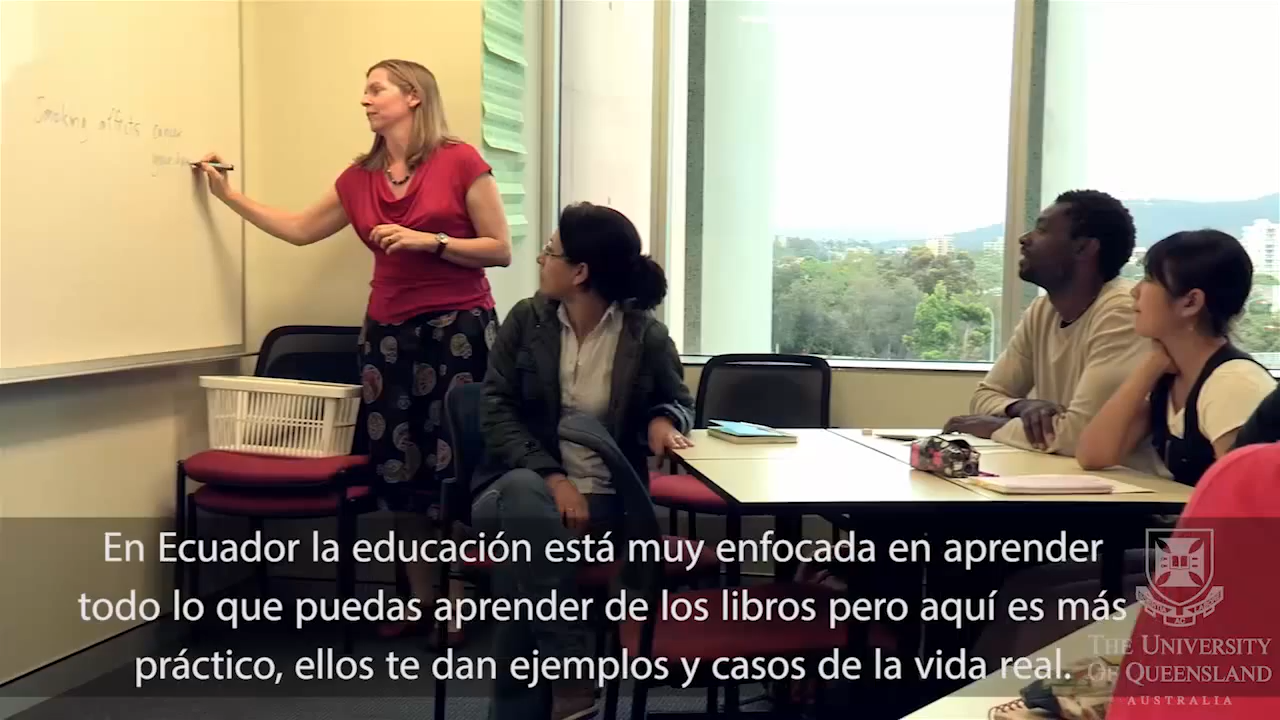 Smoking affects cancer
En Ecuador la educación está muy enfocada en aprender
todo lo que puedas aprender de los libros pero aquí es más
práctico, ellos te dan ejemplos y casos de la vida real.
THE UNIVERSITY
OF QUEENSLAND
AUSTRALIA